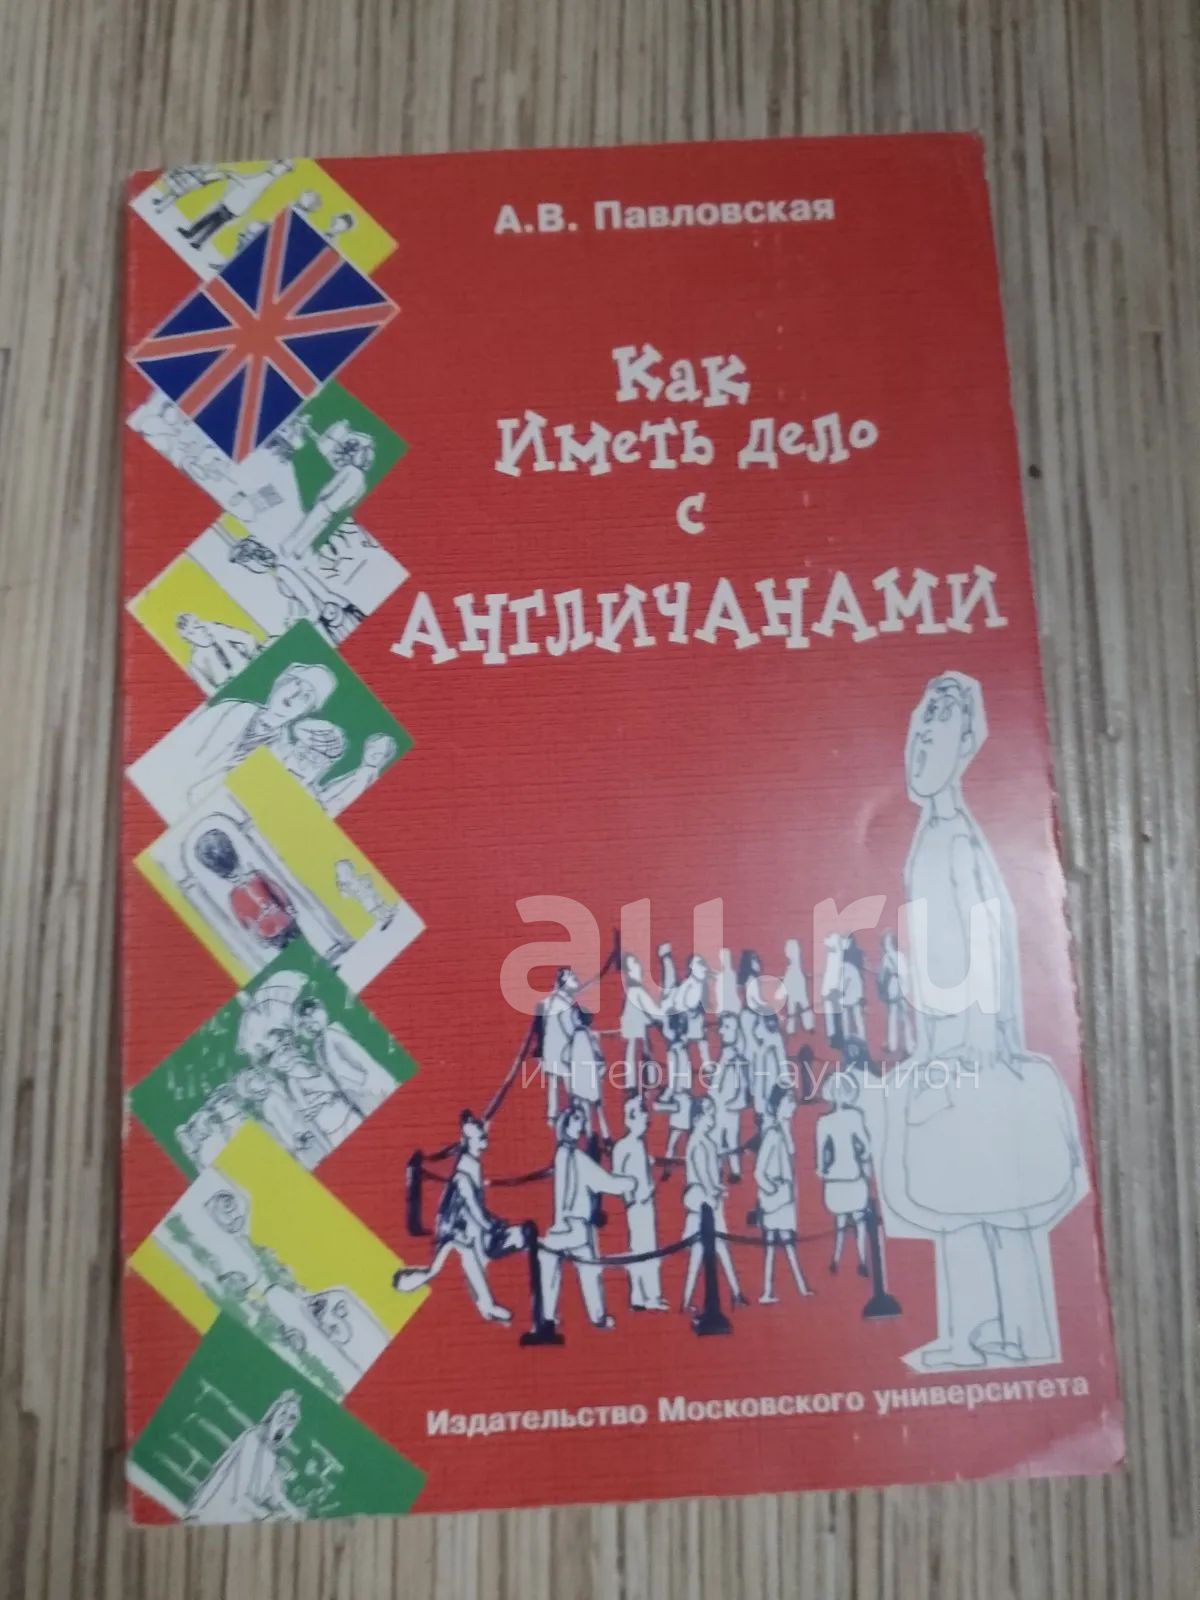 А.В. Павловская
Как
Иметь дело
с
АНГЛИЧАНАМИ
au.ru
интернет-аукцион
Издательство Московского университета